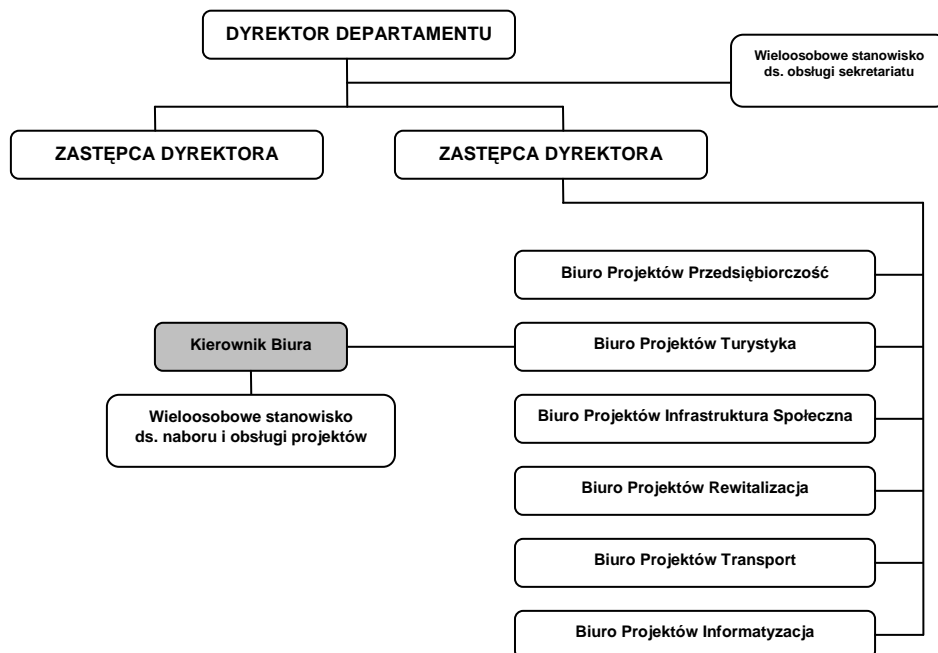 DYREKTOR DEPARTAMENTU
Wieloosobowe stanowisko
ds. obsługi sekretariatu
ZASTĘPCA DYREKTORA
ZASTĘPCA DYREKTORA
Biuro Projektów Przedsiębiorczość
Kierownik Biura
Biuro Projektów Turystyka
Wieloosobowe stanowisko
ds. naboru i obsługi projektów
Biuro Projektów Infrastruktura Społeczna
Biuro Projektów Rewitalizacja
Biuro Projektów Transport
Biuro Projektów Informatyzacja